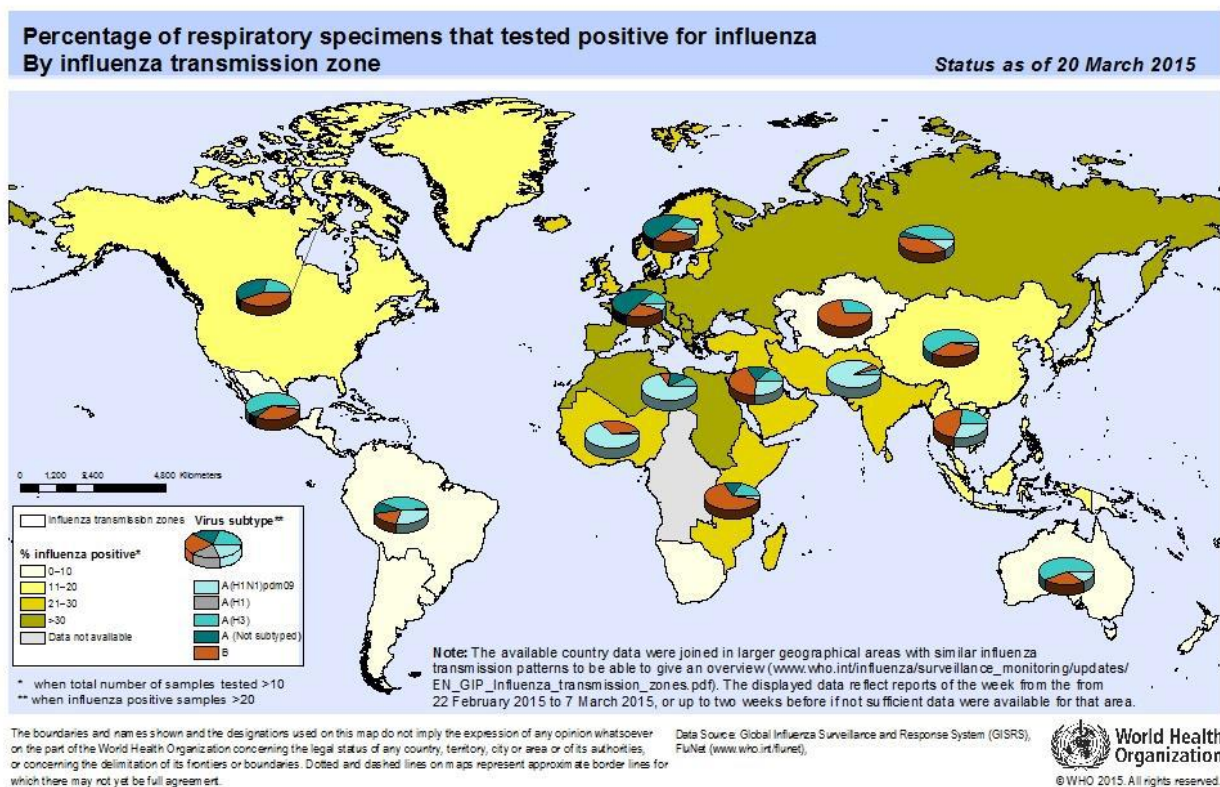 Percentage of respiratory specimens that tested positive for influenza
By influenza transmission zone
Status as of 20 March 2015
0 1,200 2,400 4,800 Kilometers
Influenza transmission zones
Virus subtype**
% influenza positive*
0–10
11–20
21–30
>30
Data not available
A(H1N1)pdm09
A(H1)
A(H3)
A (Not subtyped)
B
* when total number of samples tested >10
** when influenza positive samples >20
Note: The available country data were joined in larger geographical areas with similar influenza
transmission patterns to be able to give an overview (www.who.int/influenza/surveillance_monitoring/updates/
EN_GIP_Influenza_transmission_zones.pdf). The displayed data reflect reports of the week from the from
22 February 2015 to 7 March 2015, or up to two weeks before if not sufficient data were available for that area.
The boundaries and names shown and the designations used on this map do not imply the expression of any opinion whatsoever
on the part of the World Health Organization concerning the legal status of any country, territory, city or area or of its authorities,
or concerning the delimitation of its frontiers or boundaries. Dotted and dashed lines on maps represent approximate border lines for
which there may not yet be full agreement.
Data Source: Global Influenza Surveillance and Response System (GISRS),
FluNet (www.who.int/flunet),
World Health
Organization
© WHO 2015. All rights reserved.